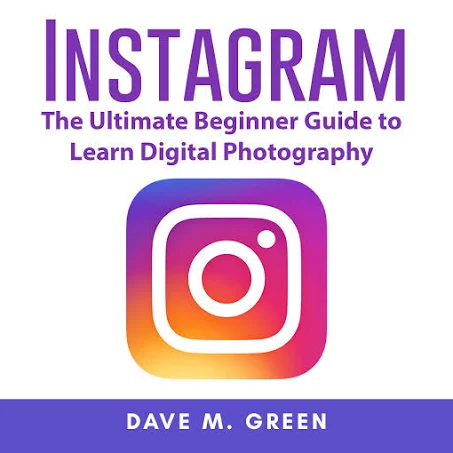 INSTAGRAM
The Ultimate Beginner Guide to
Learn Digital Photography
DAVE M. GREEN